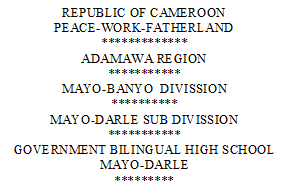 REPUBLIC OF CAMEROON
PEACE-WORK-FATHERLAND
*************
ADAMAWA REGION
***********
MAYO-BANYO DIVISSION
**********
MAYO-DARLE SUB DIVISSION
***********
GOVERNMENT BILINGUAL HIGH SCHOOL
MAYO-DARLE
*********